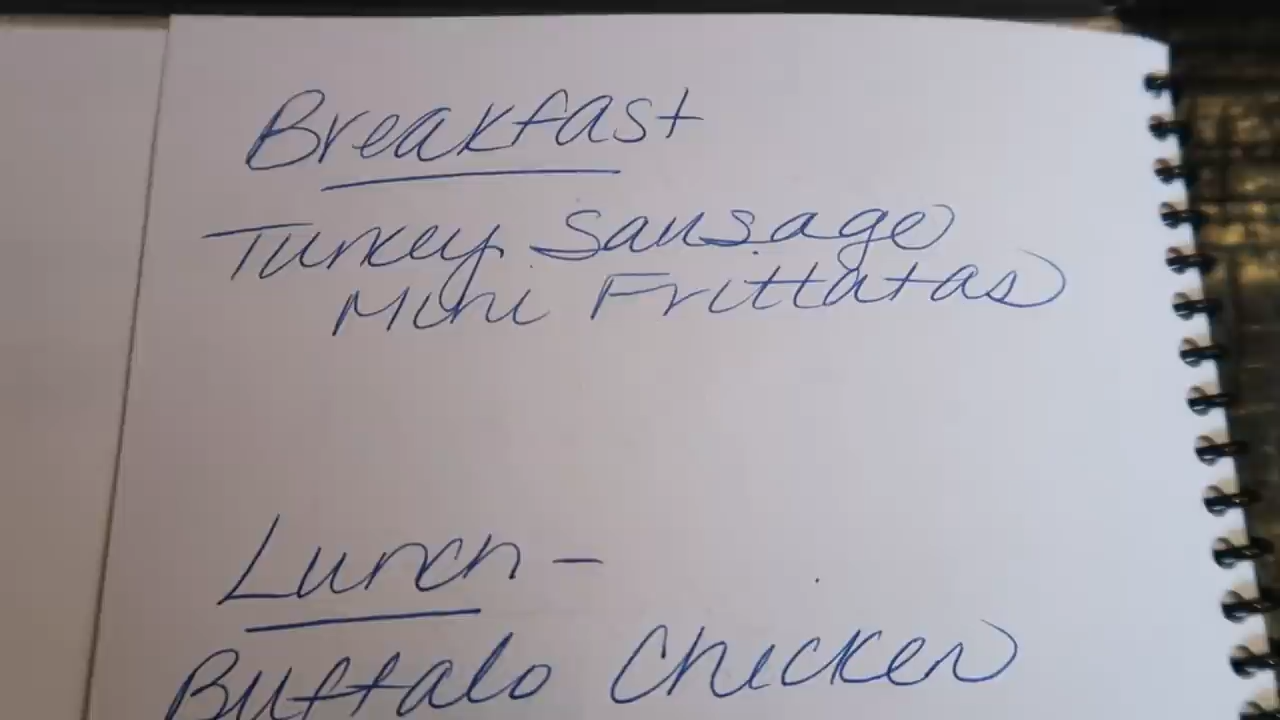 Breakfast
Turkey Sausage
Mini Frittatas
Lunch -
Buffalo Chicken